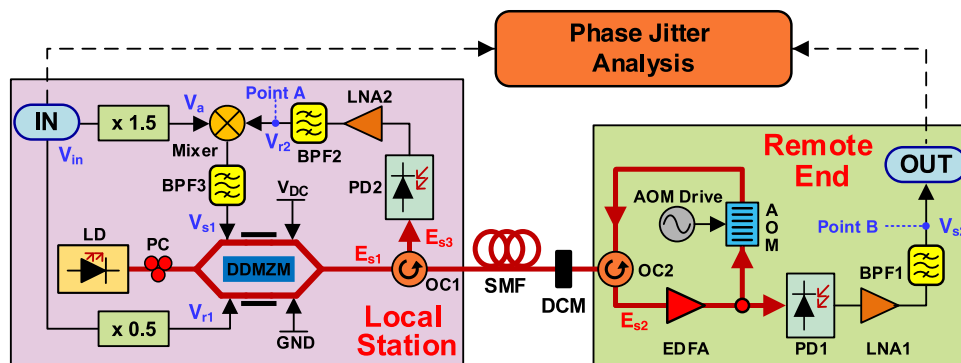 Phase Jitter
Analysis
IN
x 1.5
Va
Vin
Mixer
Point A
Vr2
BPF2
LNA2
BPF3
PD2
VDC
Vs1
LD
PC
DDMZM
Es1
Es3
OC1
x 0.5
Vr1
GND
Local
Station
SMF
DCM
Remote
End
OUT
AOM Drive
A
O
M
Point B
Vs2
OC2
BPF1
Es2
EDFA
PD1
LNA1